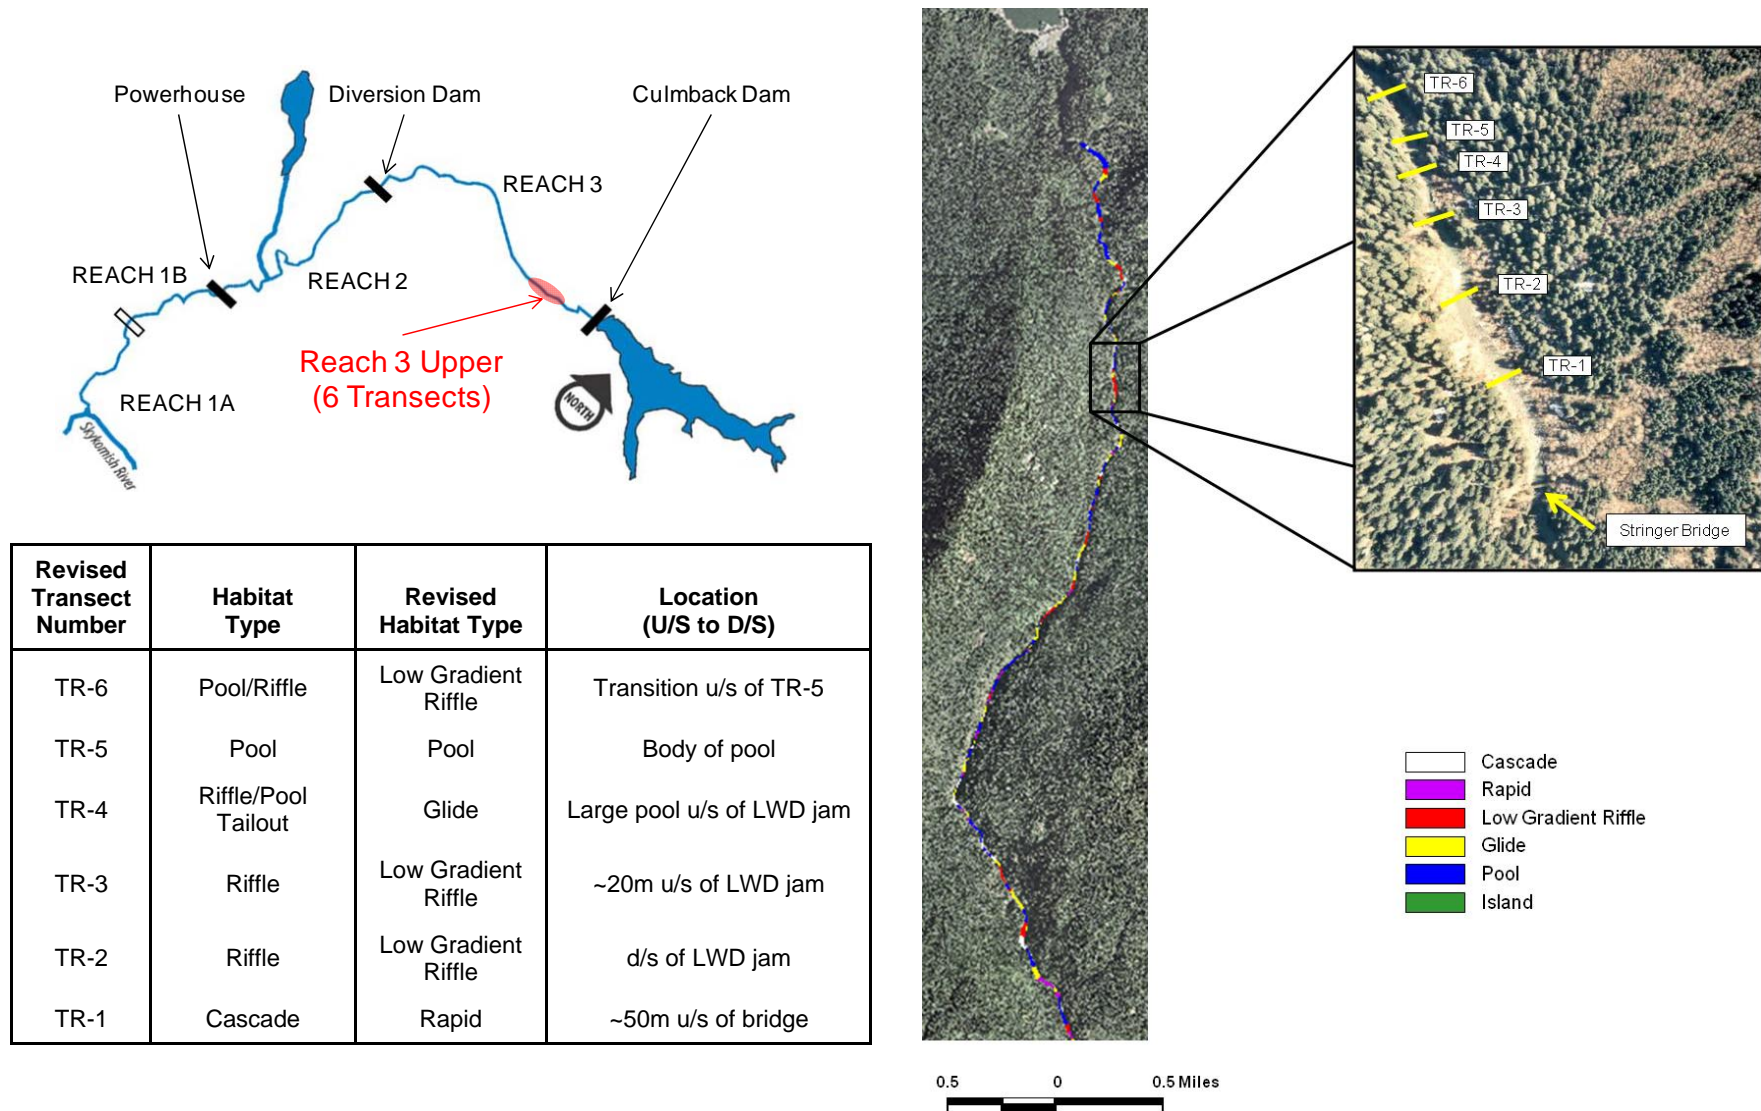 Powerhouse
Diversion Dam
Culmback Dam
REACH 3
REACH 1B
REACH 2
Reach 3 Upper
(6 Transects)
NORTH
REACH 1A
Skykomish River
Revised Transect Number	Habitat Type	Revised Habitat Type	Location (U/S to D/S)
TR-6	Pool/Riffle	Low Gradient Riffle	Transition u/s of TR-5
TR-5	Pool	Pool	Body of pool
TR-4	Riffle/Pool Tailout	Glide	Large pool u/s of LWD jam
TR-3	Riffle	Low Gradient Riffle	~20m u/s of LWD jam
TR-2	Riffle	Low Gradient Riffle	d/s of LWD jam
TR-1	Cascade	Rapid	~50m u/s of bridge
TR-6
TR-5
TR-4
TR-3
TR-2
TR-1
Stringer Bridge
Cascade
Rapid
Low Gradient Riffle
Glide
Pool
Island
0.5 0 0.5 Miles